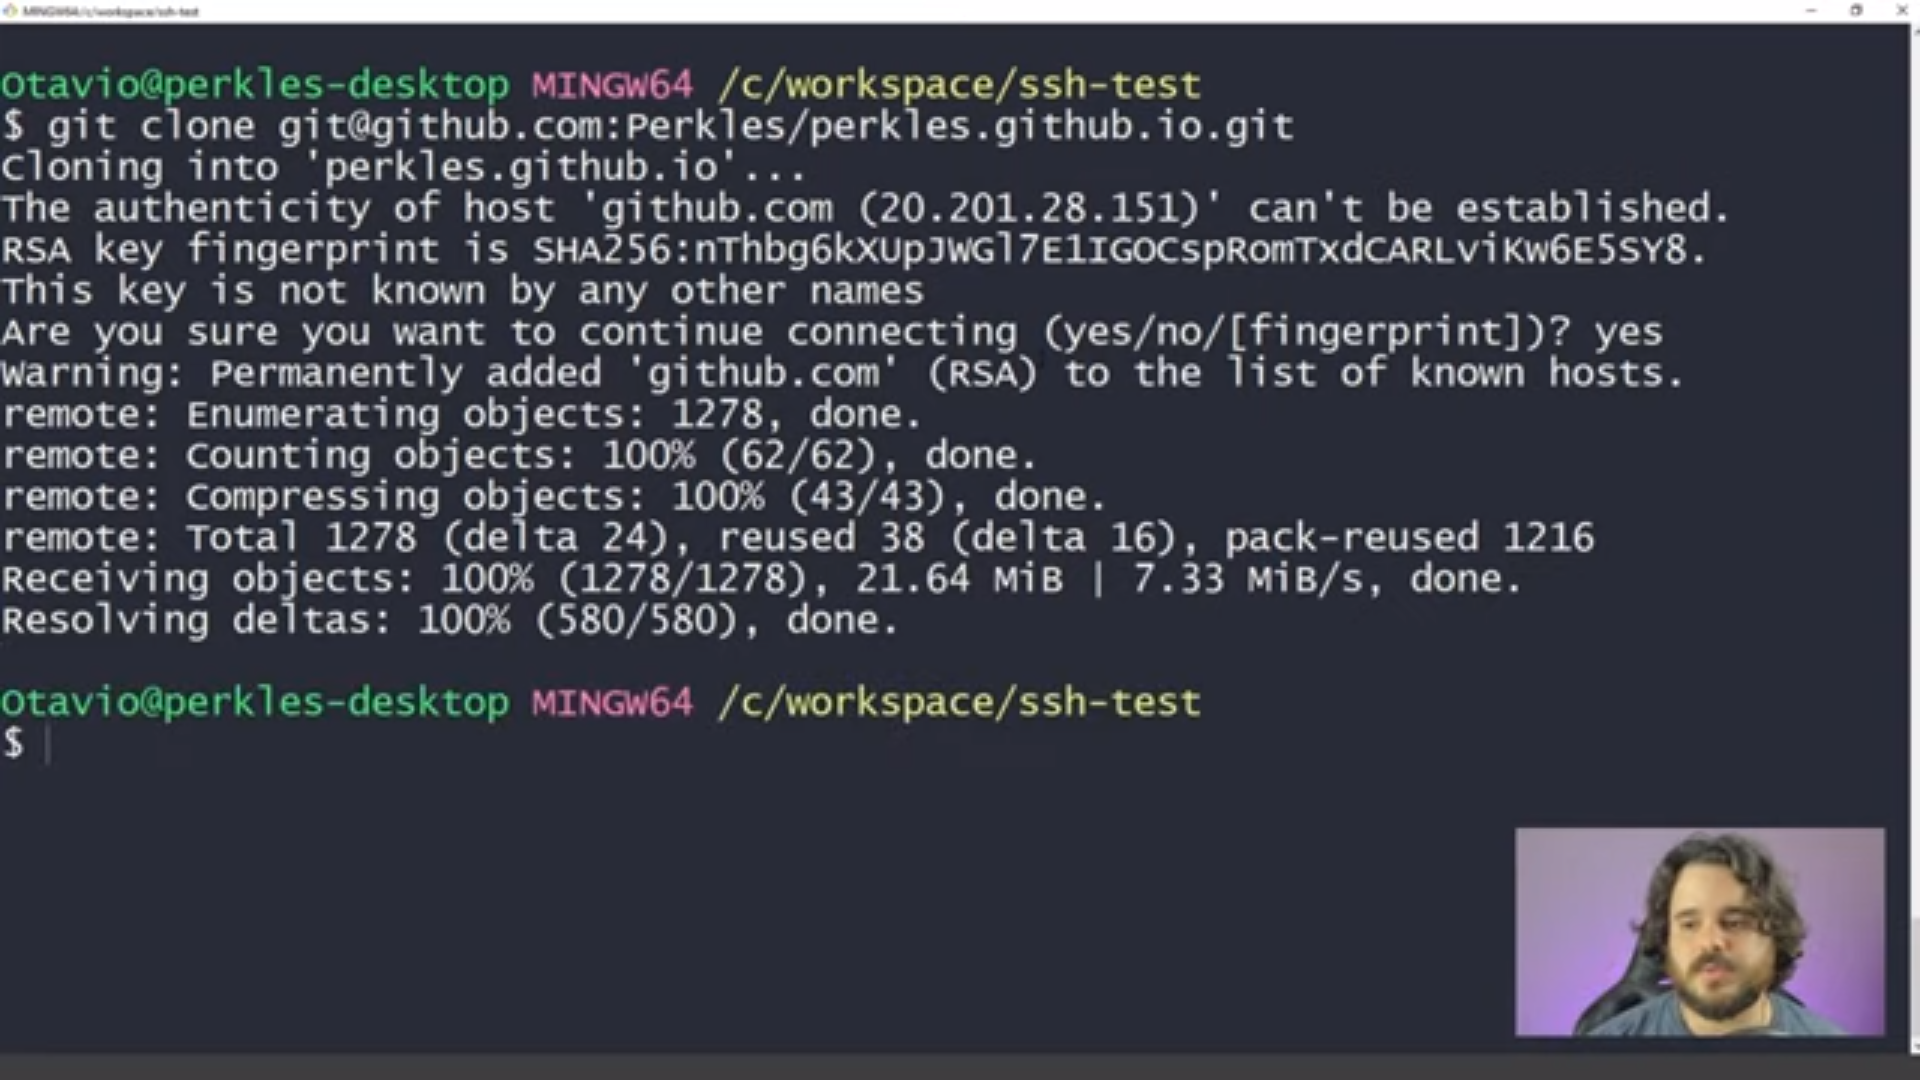 MINGW64:/c/workspace/ssh-test
Otavio@perkles-desktop MINGW64 /c/workspace/ssh-test
$ git clone git@github.com:Perkles/perkles.github.io.git
Cloning into 'perkles.github.io'...
The authenticity of host 'github.com (20.201.28.151)' can't be established.
RSA key fingerprint is SHA256:nThbg6kXUpJWGl7E1IGOCspRomTxdCARLviKw6E5SY8.
This key is not known by any other names
Are you sure you want to continue connecting (yes/no/[fingerprint])? yes
Warning: Permanently added 'github.com' (RSA) to the list of known hosts.
remote: Enumerating objects: 1278, done.
remote: Counting objects: 100% (62/62), done.
remote: Compressing objects: 100% (43/43), done.
remote: Total 1278 (delta 24), reused 38 (delta 16), pack-reused 1216
Receiving objects: 100% (1278/1278), 21.64 MiB | 7.33 MiB/s, done.
Resolving deltas: 100% (580/580), done.
Otavio@perkles-desktop MINGW64 /c/workspace/ssh-test
$